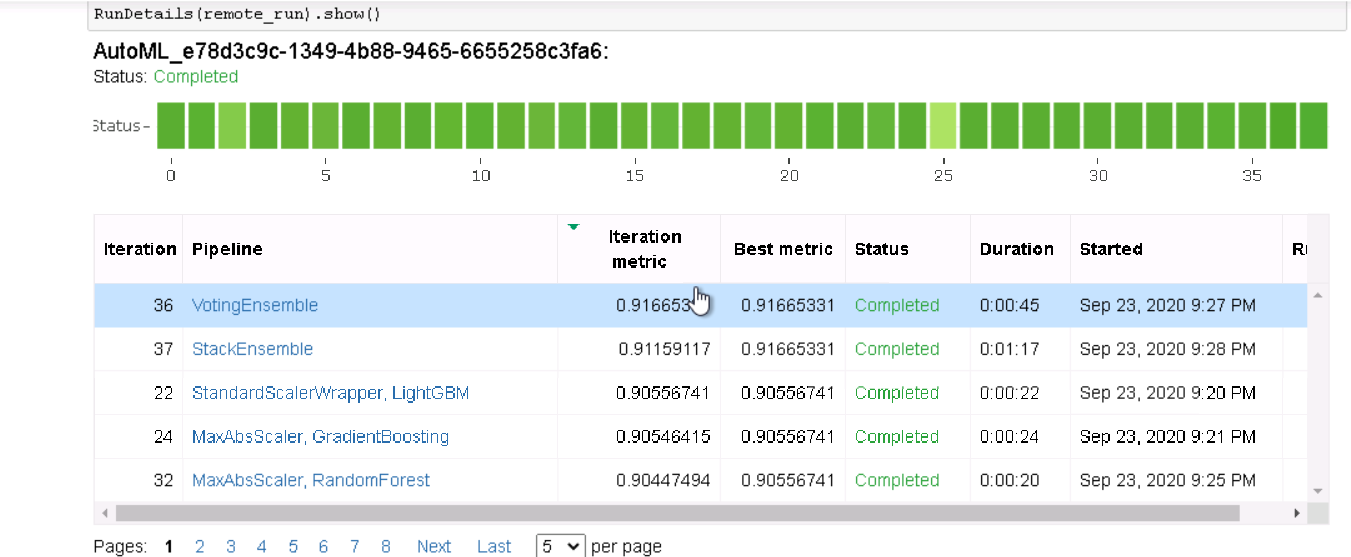 RunDetails(remote_run).show()
AutoML_e78d3c9c-1349-4b88-9465-6655258c3fa6:
Status: Completed
Status
0 5 10 15 20 25 30 35
Iteration Pipeline Iteration metric Best metric Status Duration Started
36 VotingEnsemble 0.91665331 0.91665331 Completed 0:00:45 Sep 23, 2020 9:27 PM
37 StackEnsemble 0.91159117 0.91665331 Completed 0:01:17 Sep 23, 2020 9:28 PM
22 StandardScalerWrapper, LightGBM 0.90556741 0.90556741 Completed 0:00:22 Sep 23, 2020 9:20 PM
24 MaxAbsScaler, GradientBoosting 0.90546415 0.90556741 Completed 0:00:24 Sep 23, 2020 9:21 PM
32 MaxAbsScaler, RandomForest 0.90447494 0.90556741 Completed 0:00:20 Sep 23, 2020 9:25 PM
Pages: 1 2 3 4 5 6 7 8 Next Last 5 per page